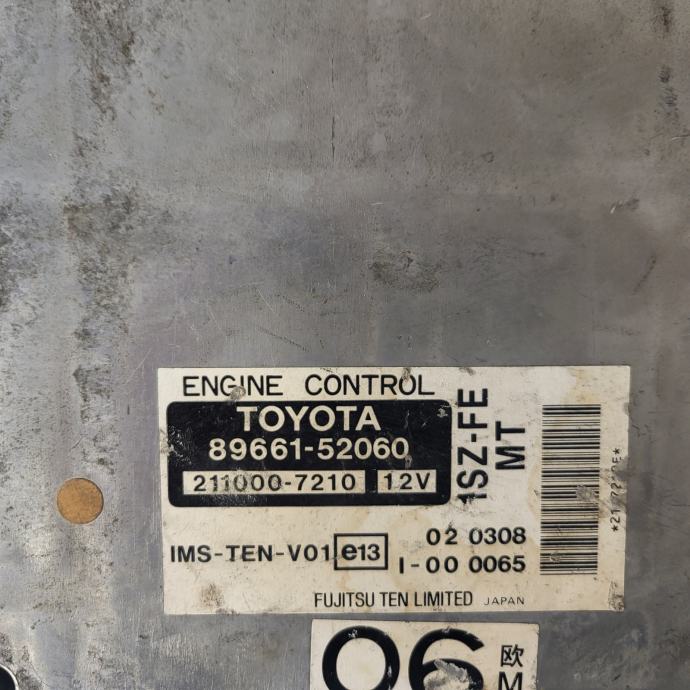 ENGINE CONTROL
TOYOTA
89661-52060
211000-7210 12V
1SZ-FE
MT
IMS-TEN-V01 e13
02 0308
I-00 0065
FUJITSU TEN LIMITED JAPAN
06
欧
M